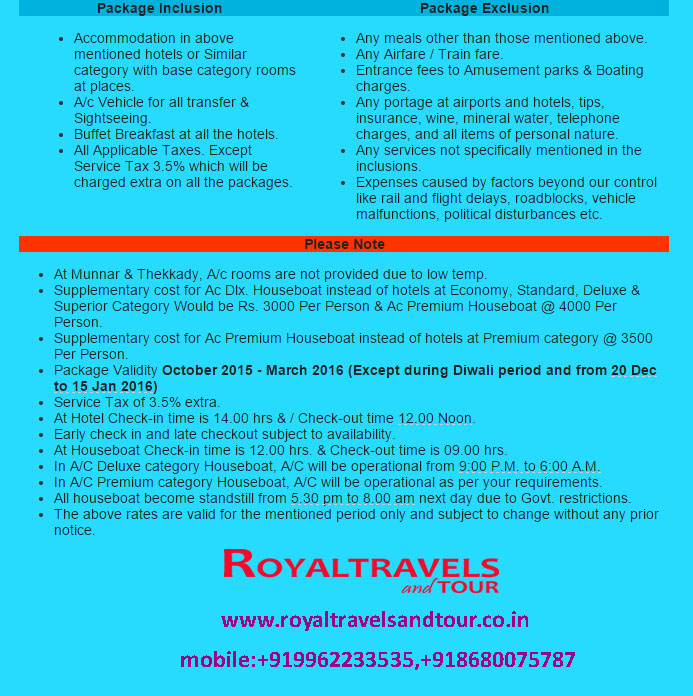 Package Inclusion
Package Exclusion
• Accommodation in above
mentioned hotels or Similar
category with base category rooms
at places.
• A/c Vehicle for all transfer &
Sightseeing.
• Buffet Breakfast at all the hotels.
• All Applicable Taxes. Except
Service Tax 3.5% which will be
charged extra on all the packages.
• Any meals other than those mentioned above.
• Any Airfare / Train fare.
• Entrance fees to Amusement parks & Boating
charges.
• Any portage at airports and hotels, tips,
insurance, wine, mineral water, telephone
charges, and all items of personal nature.
• Any services not specifically mentioned in the
inclusions.
• Expenses caused by factors beyond our control
like rail and flight delays, roadblocks, vehicle
malfunctions, political disturbances etc.
Please Note
• At Munnar & Thekkady, A/c rooms are not provided due to low temp.
• Supplementary cost for Ac Dlx. Houseboat instead of hotels at Economy, Standard, Deluxe &
Superior Category Would be Rs. 3000 Per Person & Ac Premium Houseboat @ 4000 Per
Person.
• Supplementary cost for Ac Premium Houseboat instead of hotels at Premium category @ 3500
Per Person.
• Package Validity October 2015 - March 2016 (Except during Diwali period and from 20 Dec
to 15 Jan 2016)
• Service Tax of 3.5% extra.
• At Hotel Check-in time is 14.00 hrs & / Check-out time 12.00 Noon.
• Early check in and late checkout subject to availability.
• At Houseboat Check-in time is 12.00 hrs. & Check-out time is 09.00 hrs.
• In A/C Deluxe category Houseboat, A/C will be operational from 9:00 P.M. to 6:00 A.M.
• In A/C Premium category Houseboat, A/C will be operational as per your requirements.
• All houseboat become standstill from 5.30 pm to 8.00 am next day due to Govt. restrictions.
• The above rates are valid for the mentioned period only and subject to change without any prior
notice.
ROYALTRAVELS
and TOUR
www.royaltravelsandtour.co.in
mobile:+919962233535,+918680075787